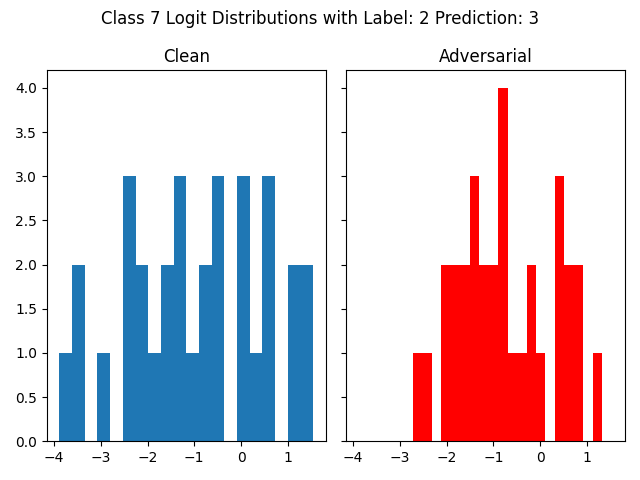 Class 7 Logit Distributions with Label: 2 Prediction: 3
Clean
Adversarial
4.0
3.5
3.0
2.5
2.0
1.5
1.0
0.5
0.0
−4 −3 −2 −1 0 1
−4 −3 −2 −1 0 1